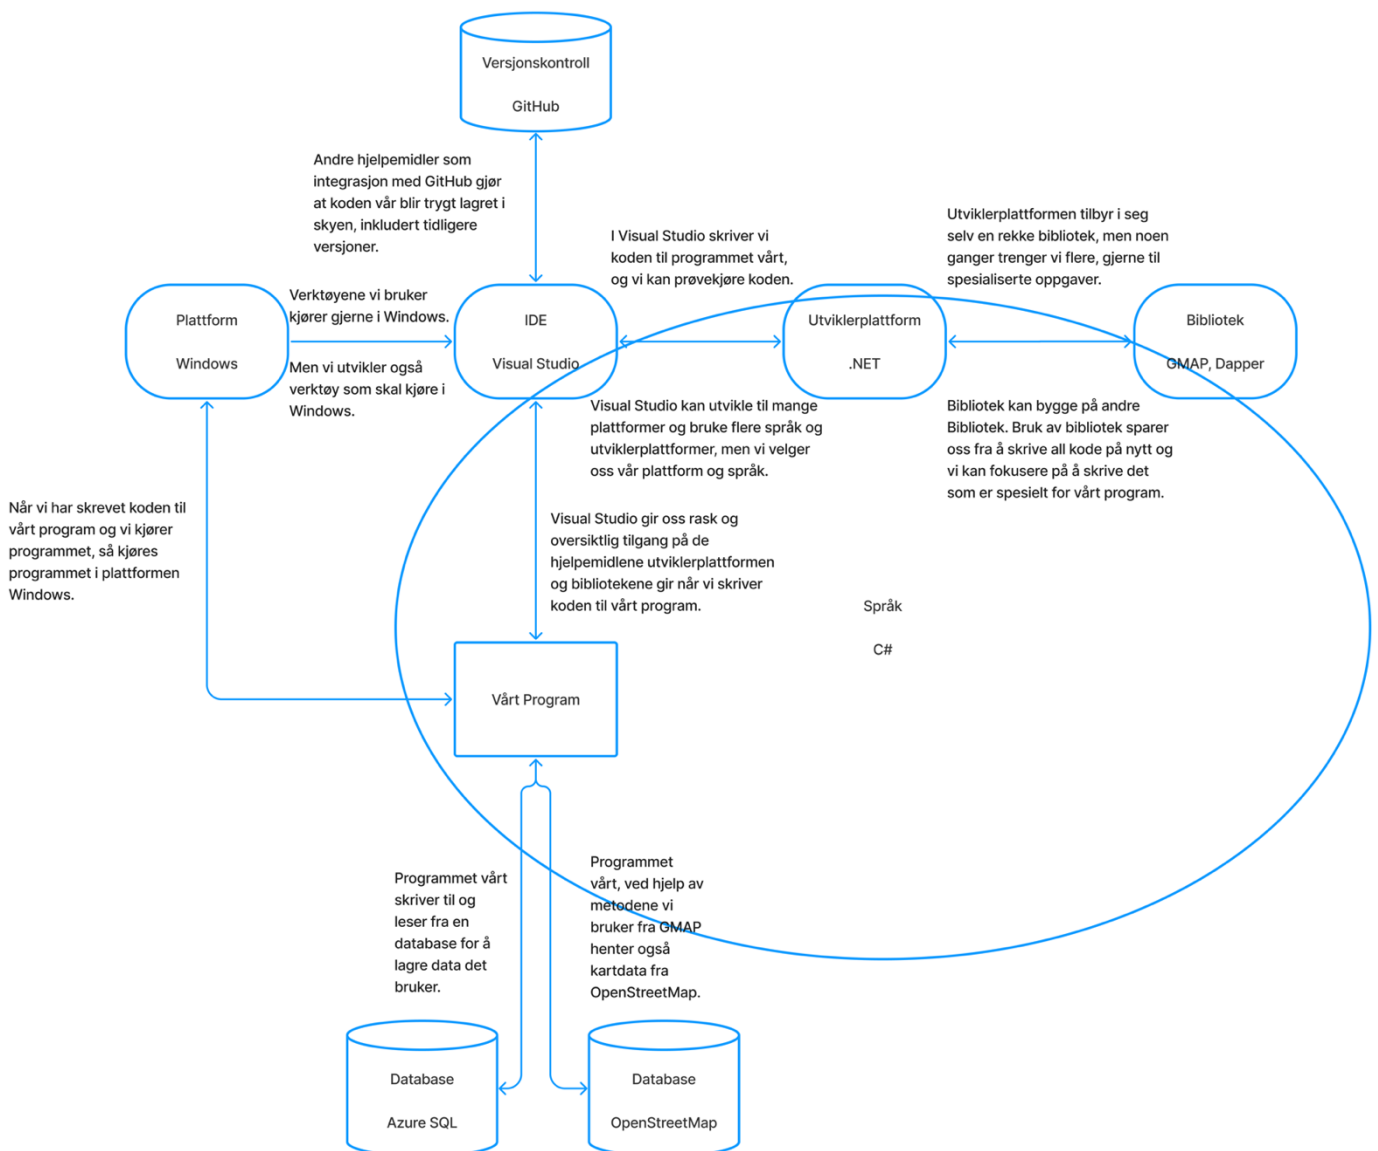 Versjonskontroll
GitHub
Andre hjelpemidler som
integrasjon med GitHub gjør
at koden vår blir trygt lagret i
skyen, inkludert tidligere
versjoner.
I Visual Studio skriver vi
koden til programmet vårt,
og vi kan prøvekjøre koden.
Utviklerplattformen tilbyr i seg
selv en rekke bibliotek, men noen
ganger trenger vi flere, gjerne til
spesialiserte oppgaver.
Plattform
Windows
Verktøyene vi bruker
kjører gjerne i Windows.
Men vi utvikler også
verktøy som skal kjøre i
Windows.
IDE
Visual Studio
Utviklerplattform
.NET
Bibliotek
GMAP, Dapper
Visual Studio kan utvikle til mange
plattformer og bruke flere språk og
utviklerplattformer, men vi velger
oss vår plattform og språk.
Bibliotek kan bygge på andre
Bibliotek. Bruk av bibliotek sparer
oss fra å skrive all kode på nytt og
vi kan fokusere på å skrive det
som er spesielt for vårt program.
Når vi har skrevet koden til
vårt program og vi kjører
programmet, så kjøres
programmet i plattformen
Windows.
Visual Studio gir oss rask og
oversiktlig tilgang på de
hjelpemidlene utviklerplattformen
og bibliotekene gir når vi skriver
koden til vårt program.
Språk
C#
Vårt Program
Programmet vårt
skriver til og
leser fra en
database for å
lagre data det
bruker.
Programmet
vårt, ved hjelp av
metodene vi
bruker fra GMAP
henter også
kartdata fra
OpenStreetMap.
Database
Azure SQL
Database
OpenStreetMap